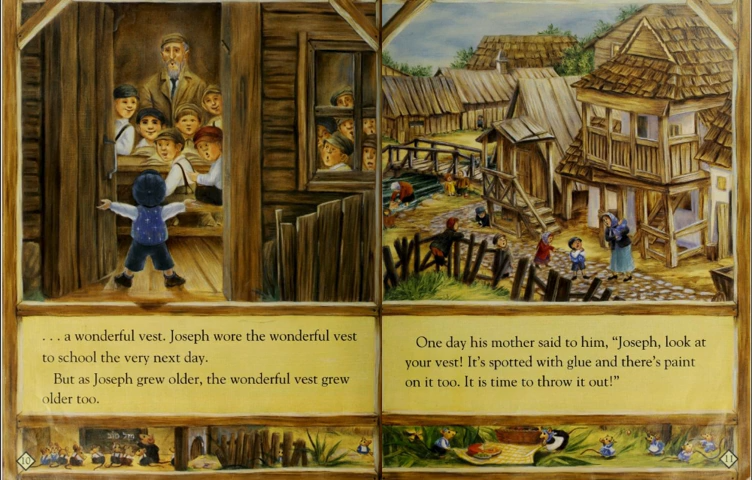 . . . a wonderful vest. Joseph wore the wonderful vest
to school the very next day.
But as Joseph grew older, the wonderful vest grew
older too.
10
One day his mother said to him, “Joseph, look at
your vest! It’s spotted with glue and there’s paint
on it too. It is time to throw it out!”
11